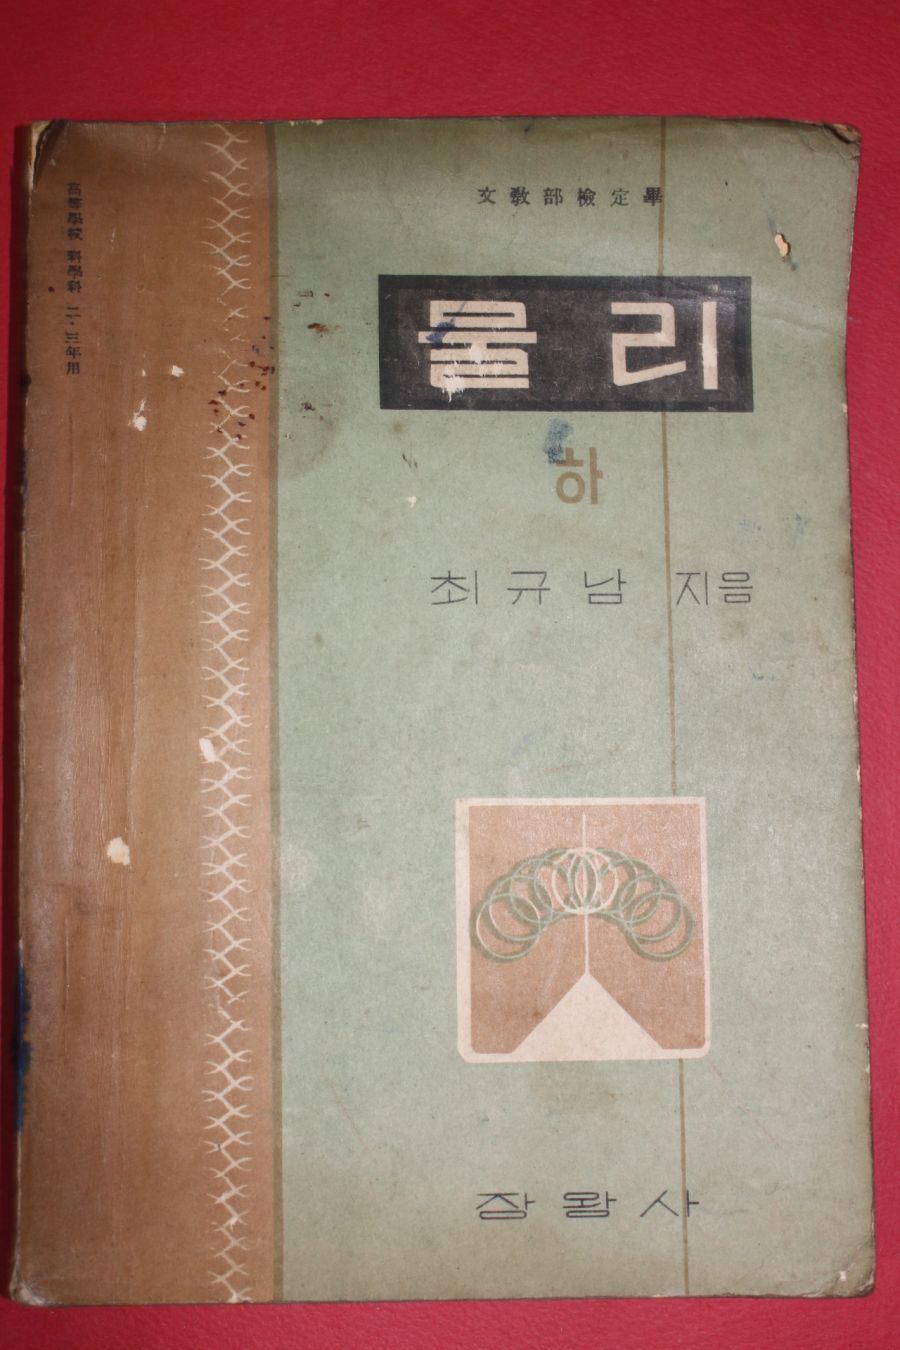 文敎部檢定畢
高等學校 科學科 二·三年用
물리
하
최규남 지음
장왕사